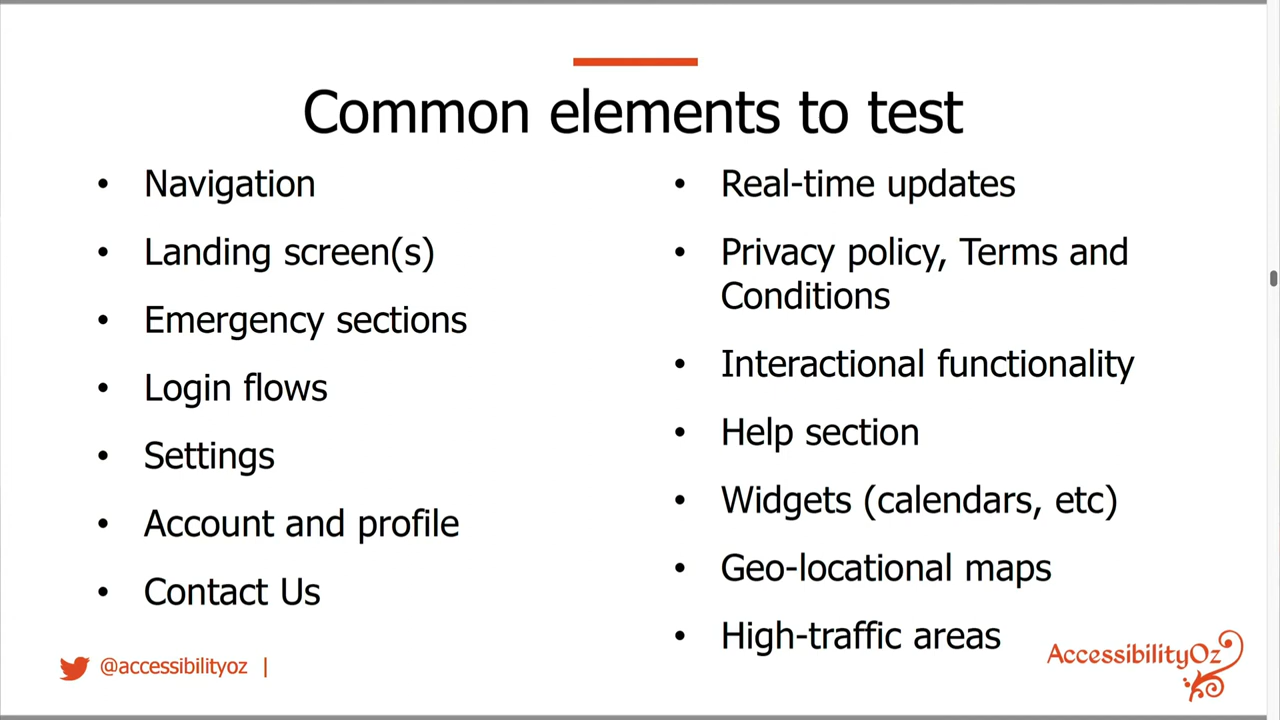 Common elements to test
• Navigation
• Landing screen(s)
• Emergency sections
• Login flows
• Settings
• Account and profile
• Contact Us
• Real-time updates
• Privacy policy, Terms and
Conditions
• Interactional functionality
• Help section
• Widgets (calendars, etc)
• Geo-locational maps
• High-traffic areas
@accessibilityoz |
AccessibilityOz